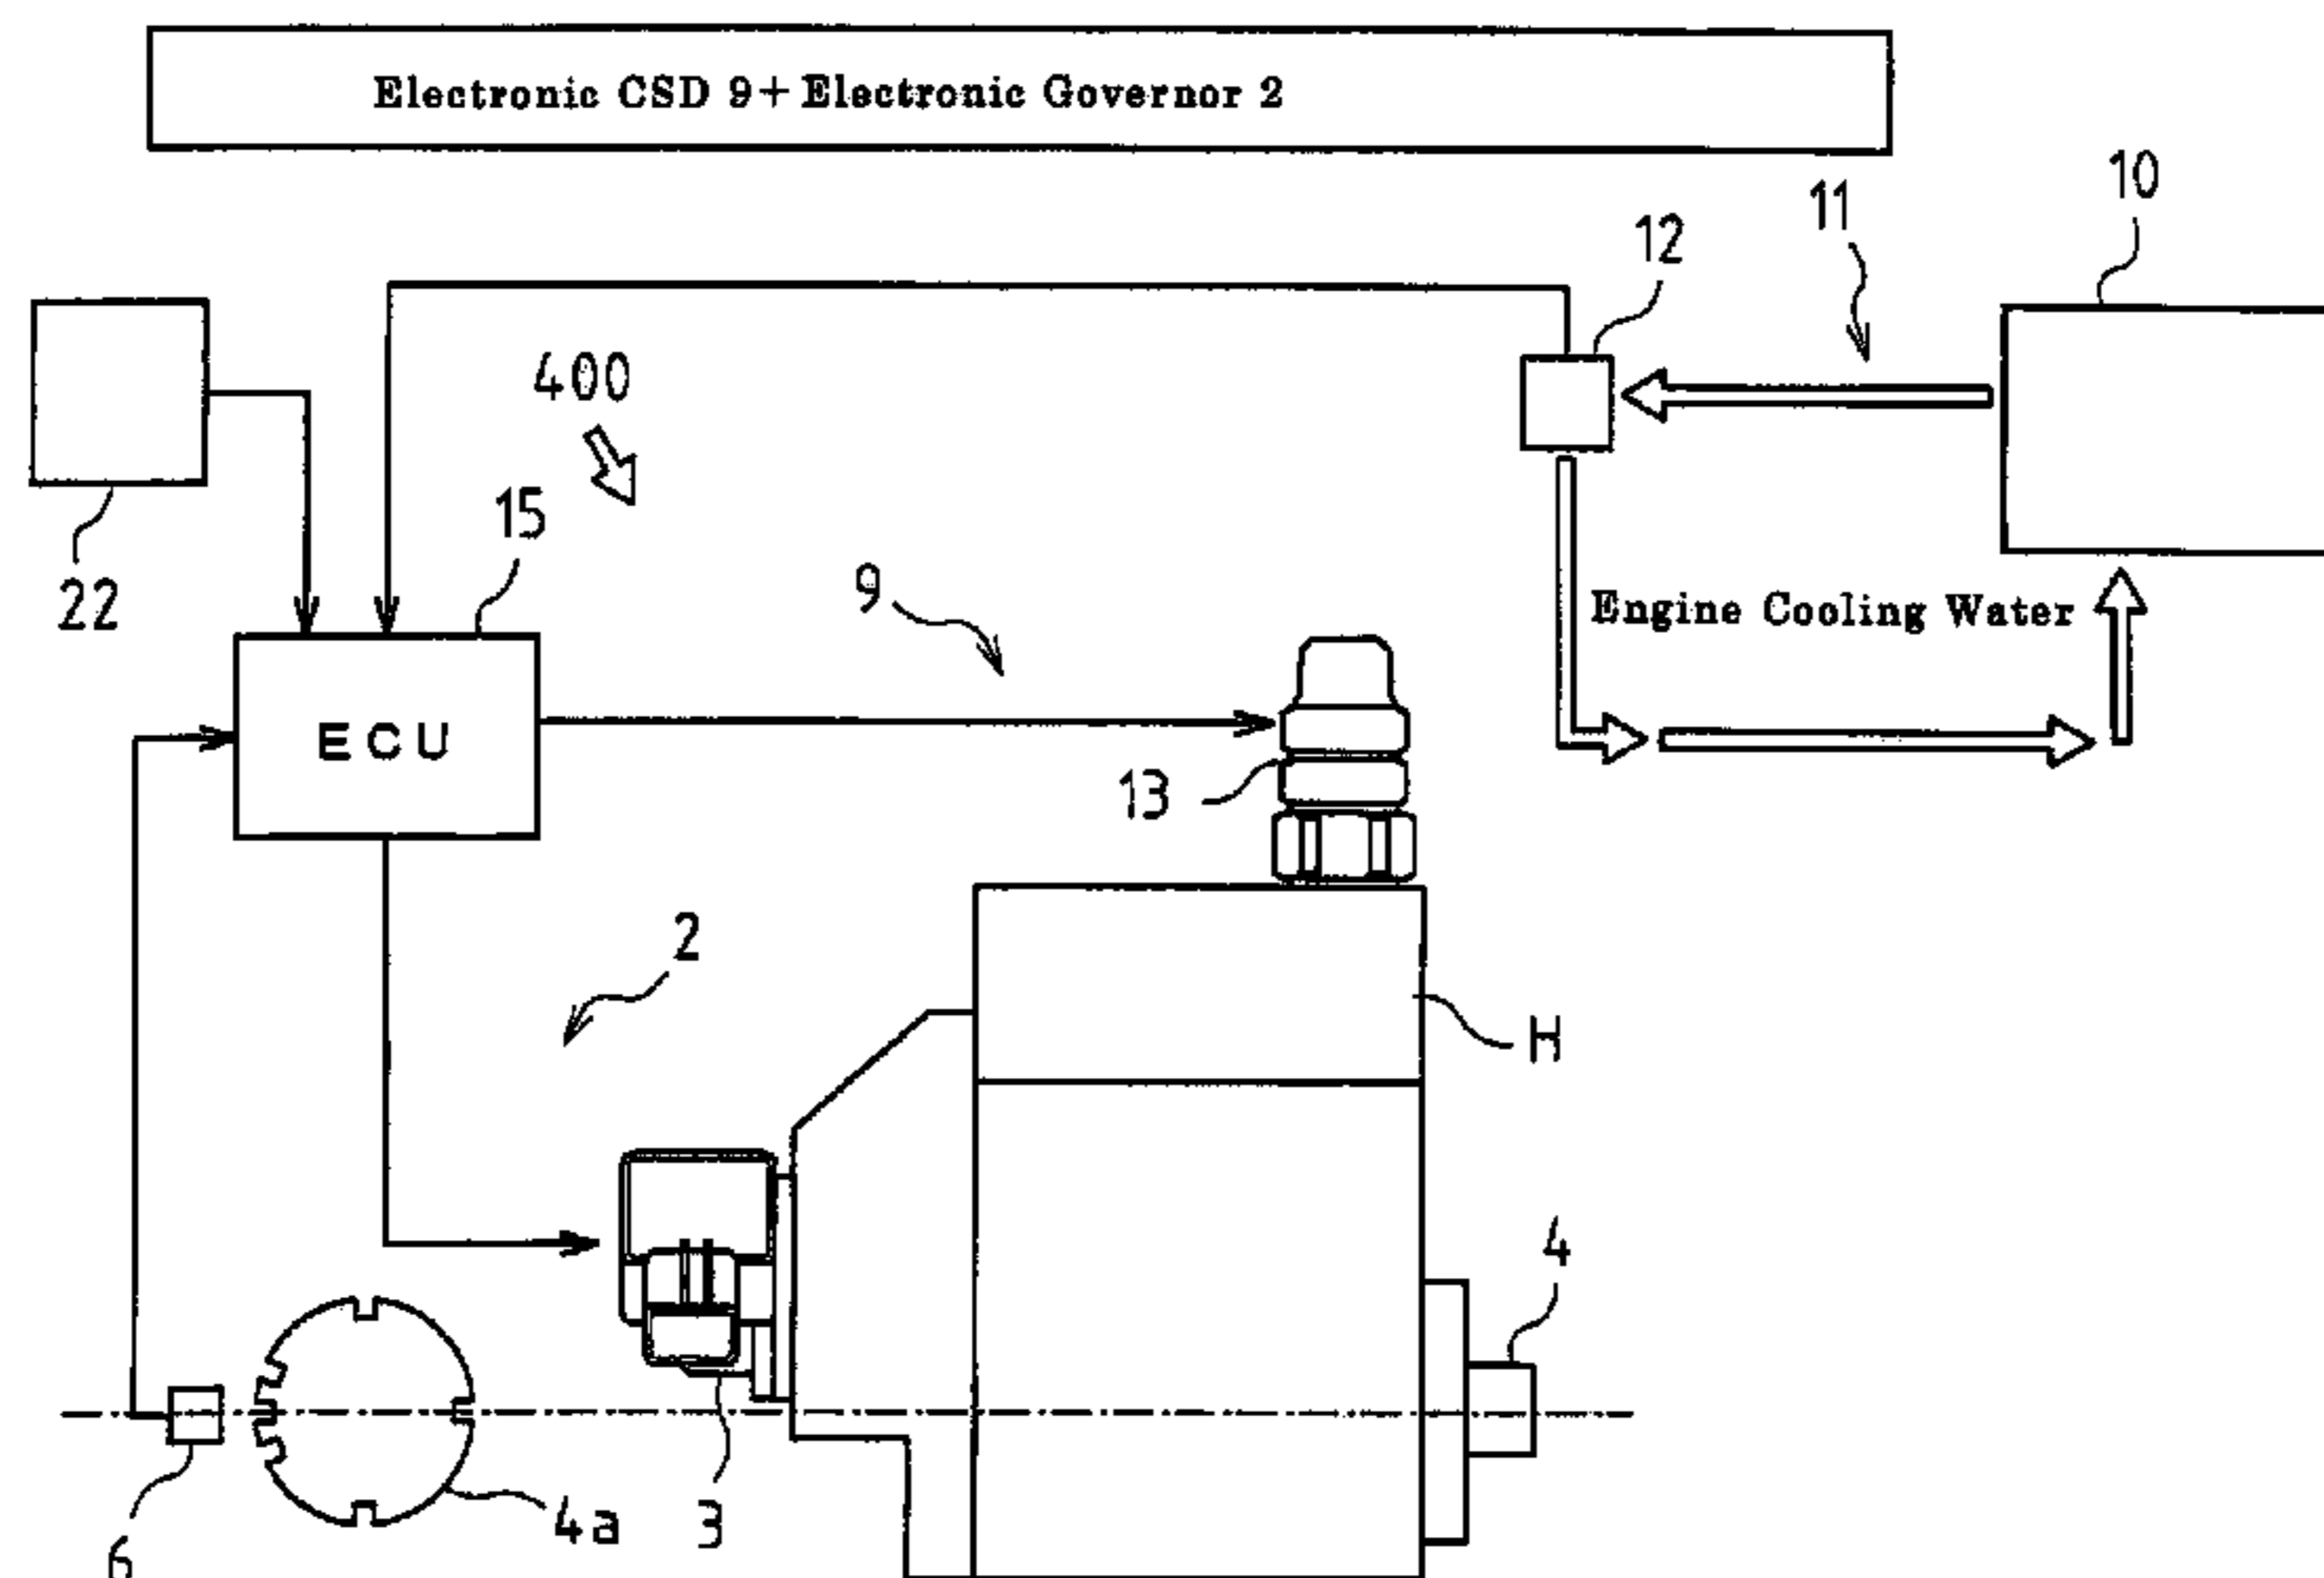 Electronic CSD 9+Electronic Governor 2
10
11
12
400
15
22
9
Engine Cooling Water
ECU
13
2
H
4
4a
3
6